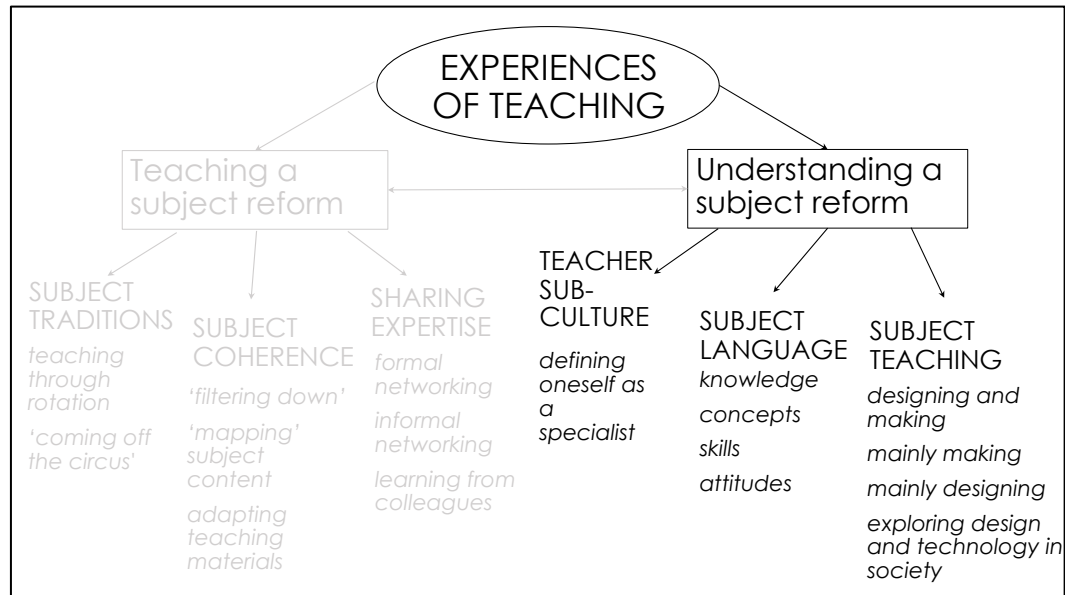 EXPERIENCES
OF TEACHING
Teaching a
subject reform
Understanding a
subject reform
SUBJECT
TRADITIONS
teaching
through
rotation
‘coming off
the circus'
SUBJECT
COHERENCE
‘filtering down’
‘mapping’
subject
content
adapting
teaching
materials
SHARING
EXPERTISE
formal
networking
informal
networking
learning from
colleagues
TEACHER
SUB-
CULTURE
defining
oneself as
a
specialist
SUBJECT
LANGUAGE
knowledge
concepts
skills
attitudes
SUBJECT
TEACHING
designing and
making
mainly making
mainly designing
exploring design
and technology in
society